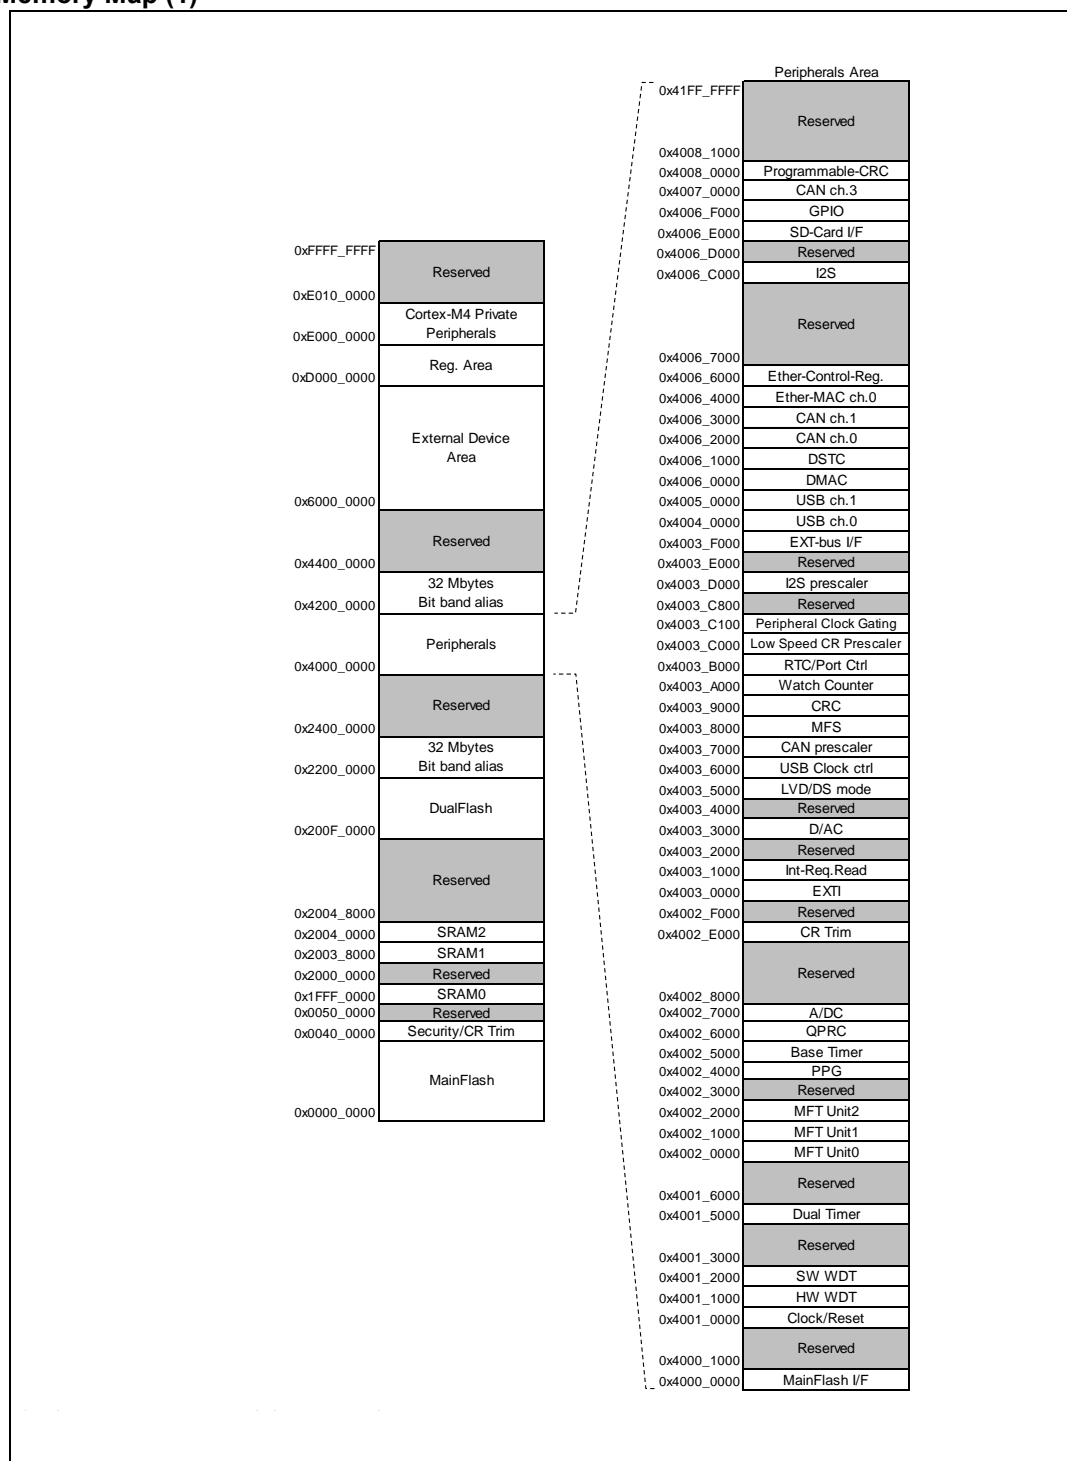 Memory Map (1)
0xFFFF_FFFF
Reserved
0xE010_0000
Cortex-M4 Private
Peripherals
0xE000_0000
Reg. Area
0xD000_0000
External Device
Area
0x6000_0000
Reserved
0x4400_0000
32 Mbytes
Bit band alias
0x4200_0000
Peripherals
0x4000_0000
Reserved
0x2400_0000
32 Mbytes
Bit band alias
0x2200_0000
DualFlash
0x200F_0000
Reserved
0x2004_8000
SRAM2
0x2004_0000
SRAM1
0x2003_8000
Reserved
0x2000_0000
SRAM0
0x1FFF_0000
Reserved
0x0050_0000
Security/CR Trim
0x0040_0000
MainFlash
0x0000_0000
Peripherals Area
0x41FF_FFFF
Reserved
0x4008_1000
0x4008_0000 Programmable-CRC
0x4007_0000 CAN ch.3
0x4006_F000 GPIO
0x4006_E000 SD-Card I/F
0x4006_D000 Reserved
0x4006_C000 I2S
Reserved
0x4006_7000
0x4006_6000 Ether-Control-Reg.
0x4006_4000 Ether-MAC ch.0
0x4006_3000 CAN ch.1
0x4006_2000 CAN ch.0
0x4006_1000 DSTC
0x4006_0000 DMAC
0x4005_0000 USB ch.1
0x4004_0000 USB ch.0
0x4003_F000 EXT-bus I/F
0x4003_E000 Reserved
0x4003_D000 I2S prescaler
0x4003_C800 Reserved
0x4003_C100 Peripheral Clock Gating
0x4003_C000 Low Speed CR Prescaler
0x4003_B000 RTC/Port Ctrl
0x4003_A000 Watch Counter
0x4003_9000 CRC
0x4003_8000 MFS
0x4003_7000 CAN prescaler
0x4003_6000 USB Clock ctrl
0x4003_5000 LVD/DS mode
0x4003_4000 Reserved
0x4003_3000 D/AC
0x4003_2000 Reserved
0x4003_1000 Int-Req.Read
0x4003_0000 EXTI
0x4002_F000 Reserved
0x4002_E000 CR Trim
Reserved
0x4002_8000
0x4002_7000 A/DC
0x4002_6000 QPRC
0x4002_5000 Base Timer
0x4002_4000 PPG
0x4002_3000 Reserved
0x4002_2000 MFT Unit2
0x4002_1000 MFT Unit1
0x4002_0000 MFT Unit0
Reserved
0x4001_6000
0x4001_5000 Dual Timer
Reserved
0x4001_3000
0x4001_2000 SW WDT
0x4001_1000 HW WDT
0x4001_0000 Clock/Reset
Reserved
0x4000_1000
0x4000_0000 MainFlash I/F